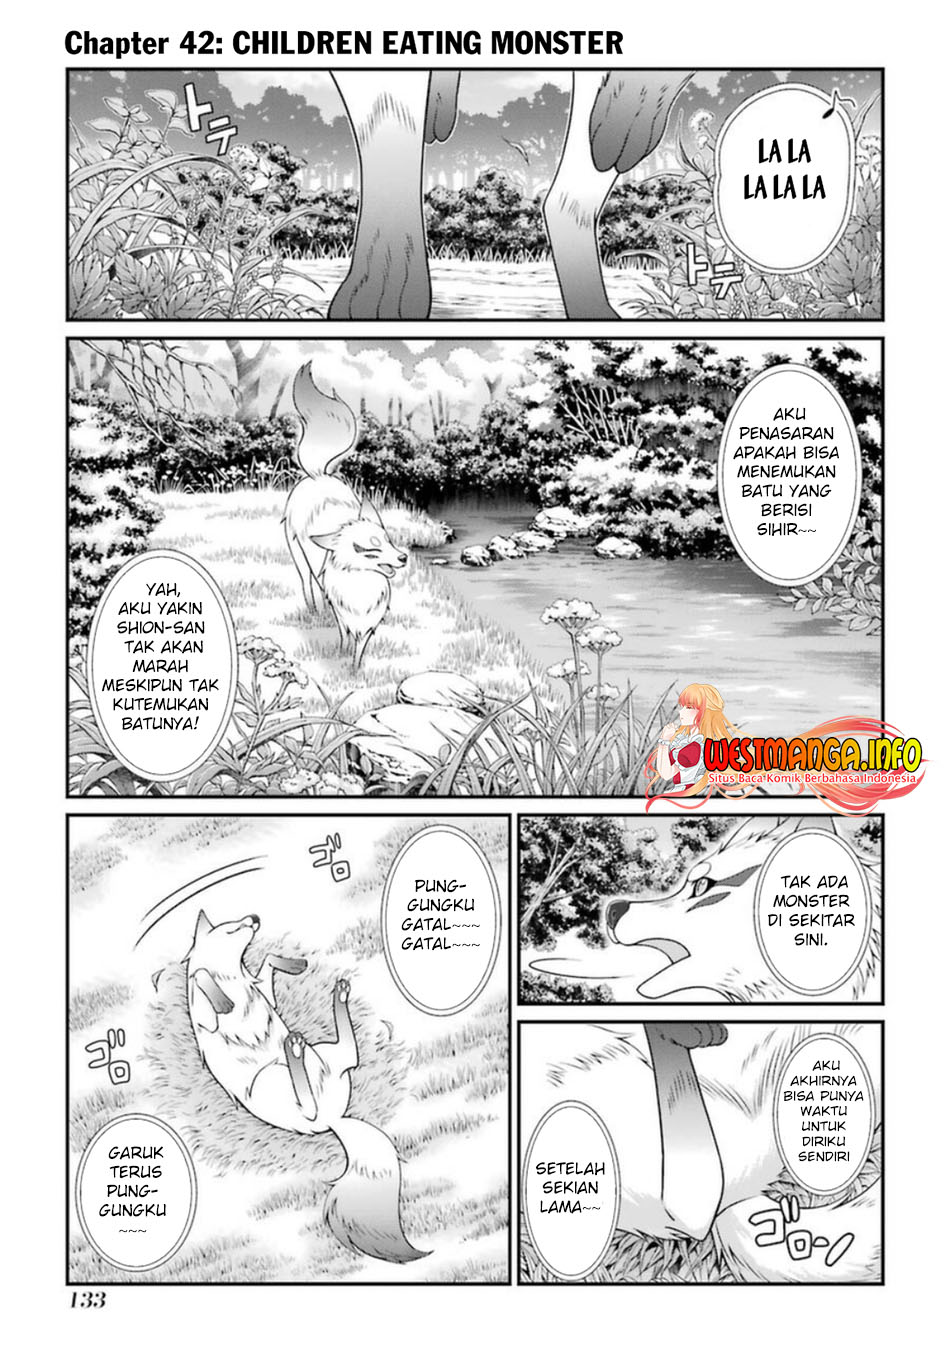 Chapter 42: CHILDREN EATING MONSTER
LA LA
LA LA LA
トテ
トテ
AKU
PENASARAN
APAKAH BISA
MENEMUKAN
BATU YANG
BERISI
SIHIR~~
YAH,
AKU YAKIN
SHION-SAN
TAK AKAN
MARAH
MESKIPUN TAK
KUTEMUKAN
BATUNYA!
WESTMANGA.INFO
Situs Baca Komik Berbahasa Indonesia
TAK ADA
MONSTER
DI SEKITAR
SINI.
PUNG-
GUNGKU
GATAL~~~
GATAL~~~
ゴロ
ゴロ
GARUK
TERUS
PUNG-
GUNGKU
~~~
AKU
AKHIRNYA
BISA PUNYA
WAKTU
UNTUK
DIRIKU
SENDIRI
SETELAH
SEKIAN
LAMA~~
ゴローン
133